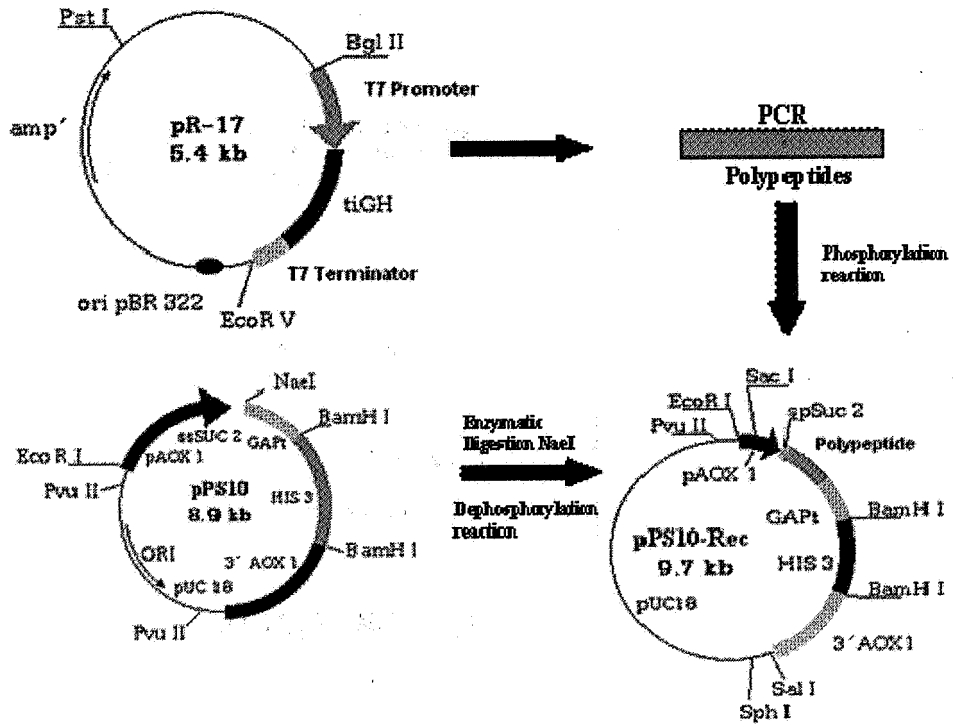 Pst I
Bgl II
T7 Promoter
amp´
pR-17
5.4 kb
tiGH
T7 Terminator
ori pBR 322
EcoR V
PCR
Polypeptides
Phosphorylation
reaction
NaeI
ssSUC 2
GAPt
BamH I
Eco R I
pAOX 1
Pvu II
pPS10
8.9 kb
HIS 3
ORI
3´ AOX 1
BamH I
pUC 18
Pvu II
Enzymatic
Digestion NaeI
Dephosphorylation
reaction
Sac I
EcoR I
spSuc 2
Pvu II
Polypeptide
pAOX 1
GAPt
BamH I
pPS10-Rec
9.7 kb
HIS 3
BamH I
pUC18
3´AOX1
Sal I
Sph I